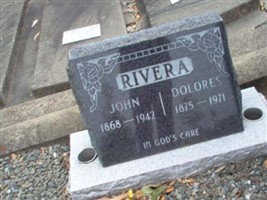 RIVERA
JOHN DOLORES
1868 - 1942 1875 - 1971
IN GOD'S CARE